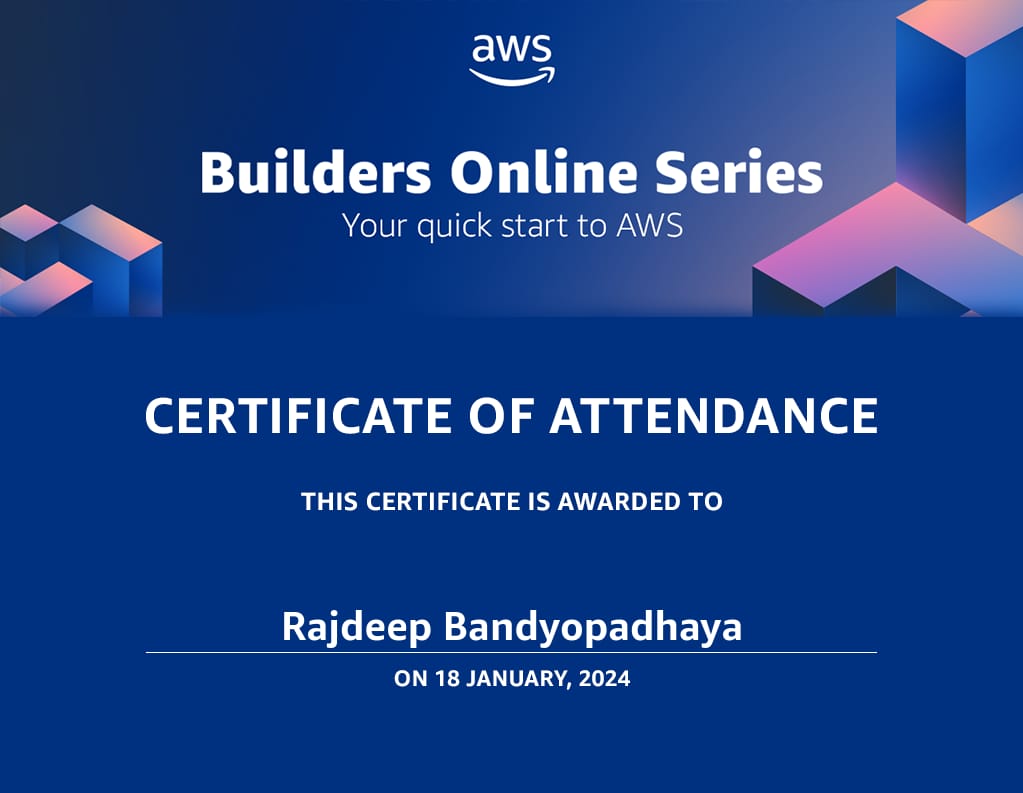 aws
Builders Online Series
Your quick start to AWS
CERTIFICATE OF ATTENDANCE
THIS CERTIFICATE IS AWARDED TO
Rajdeep Bandyopadhaya
ON 18 JANUARY, 2024